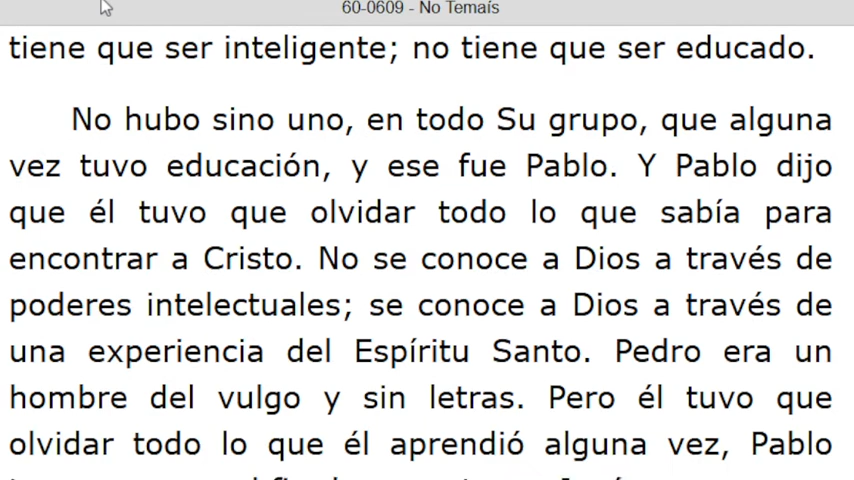 60-0609 - No Temaís
tiene que ser inteligente; no tiene que ser educado.
No hubo sino uno, en todo Su grupo, que alguna
vez tuvo educación, y ese fue Pablo. Y Pablo dijo
que él tuvo que olvidar todo lo que sabía para
encontrar a Cristo. No se conoce a Dios a través de
poderes intelectuales; se conoce a Dios a través de
una experiencia del Espíritu Santo. Pedro era un
hombre del vulgo y sin letras. Pero él tuvo que
olvidar todo lo que él aprendió alguna vez, Pablo